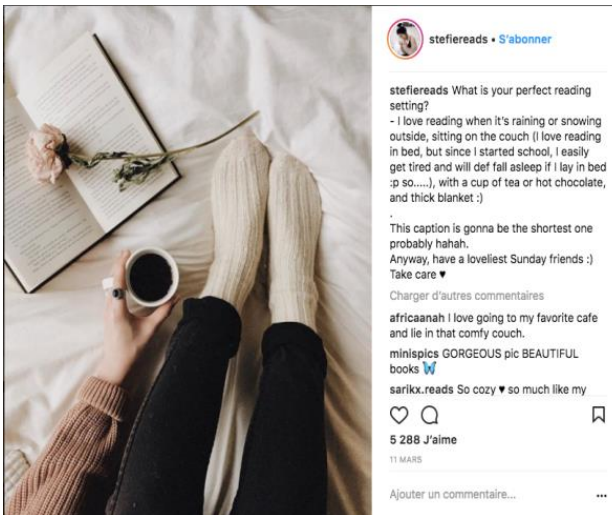 stefiereads • S'abonner
stefiereads What is your perfect reading
setting?
- I love reading when it's raining or snowing
outside, sitting on the couch (I love reading
in bed, but since I started school, I easily
get tired and will def fall asleep if I lay in bed
:p so.....), with a cup of tea or hot chocolate,
and thick blanket :)
.
This caption is gonna be the shortest one
probably hahah.
Anyway, have a loveliest Sunday friends :)
Take care ♥
Charger d'autres commentaires
africaanah I love going to my favorite cafe
and lie in that comfy couch.
minispics GORGEOUS pic BEAUTIFUL
books 🦋
sarikx.reads So cozy ♥ so much like my
5 288 J'aime
11 MARS
Ajouter un commentaire...